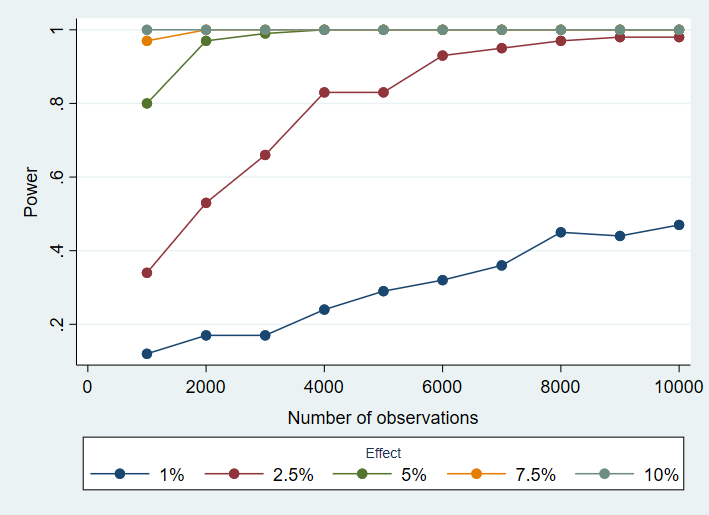 1
.8
.6
.4
.2
Power
0 2000 4000 6000 8000 10000
Number of observations
Effect
1% 2.5% 5% 7.5% 10%